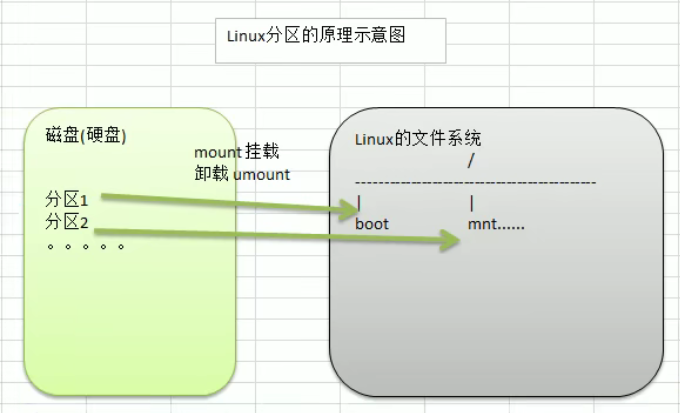 Linux分区的原理示意图
磁盘(硬盘)
mount 挂载
卸载 umount
分区1
分区2
。。。。。
Linux的文件系统
/
-----------------------------------------
| |
boot mnt......